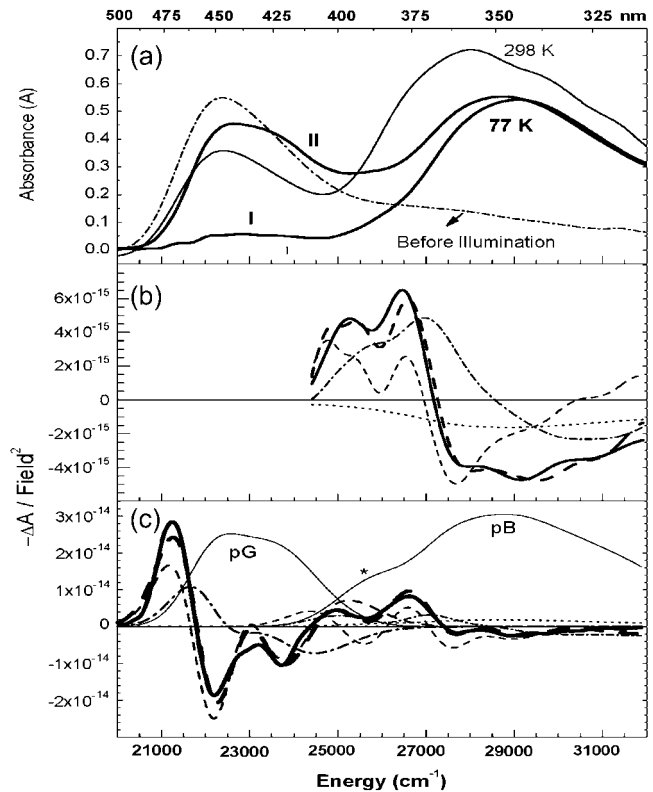 500 475 450 425 400 375 350 325 nm
(a)
298 K
0.7
0.6
0.5
0.4
0.3
0.2
0.1
0.0
Absorbance (A)
II
77 K
I
Before Illumination
(b)
6x10⁻¹⁵
4x10⁻¹⁵
2x10⁻¹⁵
0
-2x10⁻¹⁵
-4x10⁻¹⁵
−ΔA / Field²
(c)
3x10⁻¹⁴
2x10⁻¹⁴
1x10⁻¹⁴
0
-1x10⁻¹⁴
-2x10⁻¹⁴
pG
*
pB
21000 23000 25000 27000 29000 31000
Energy (cm⁻¹)